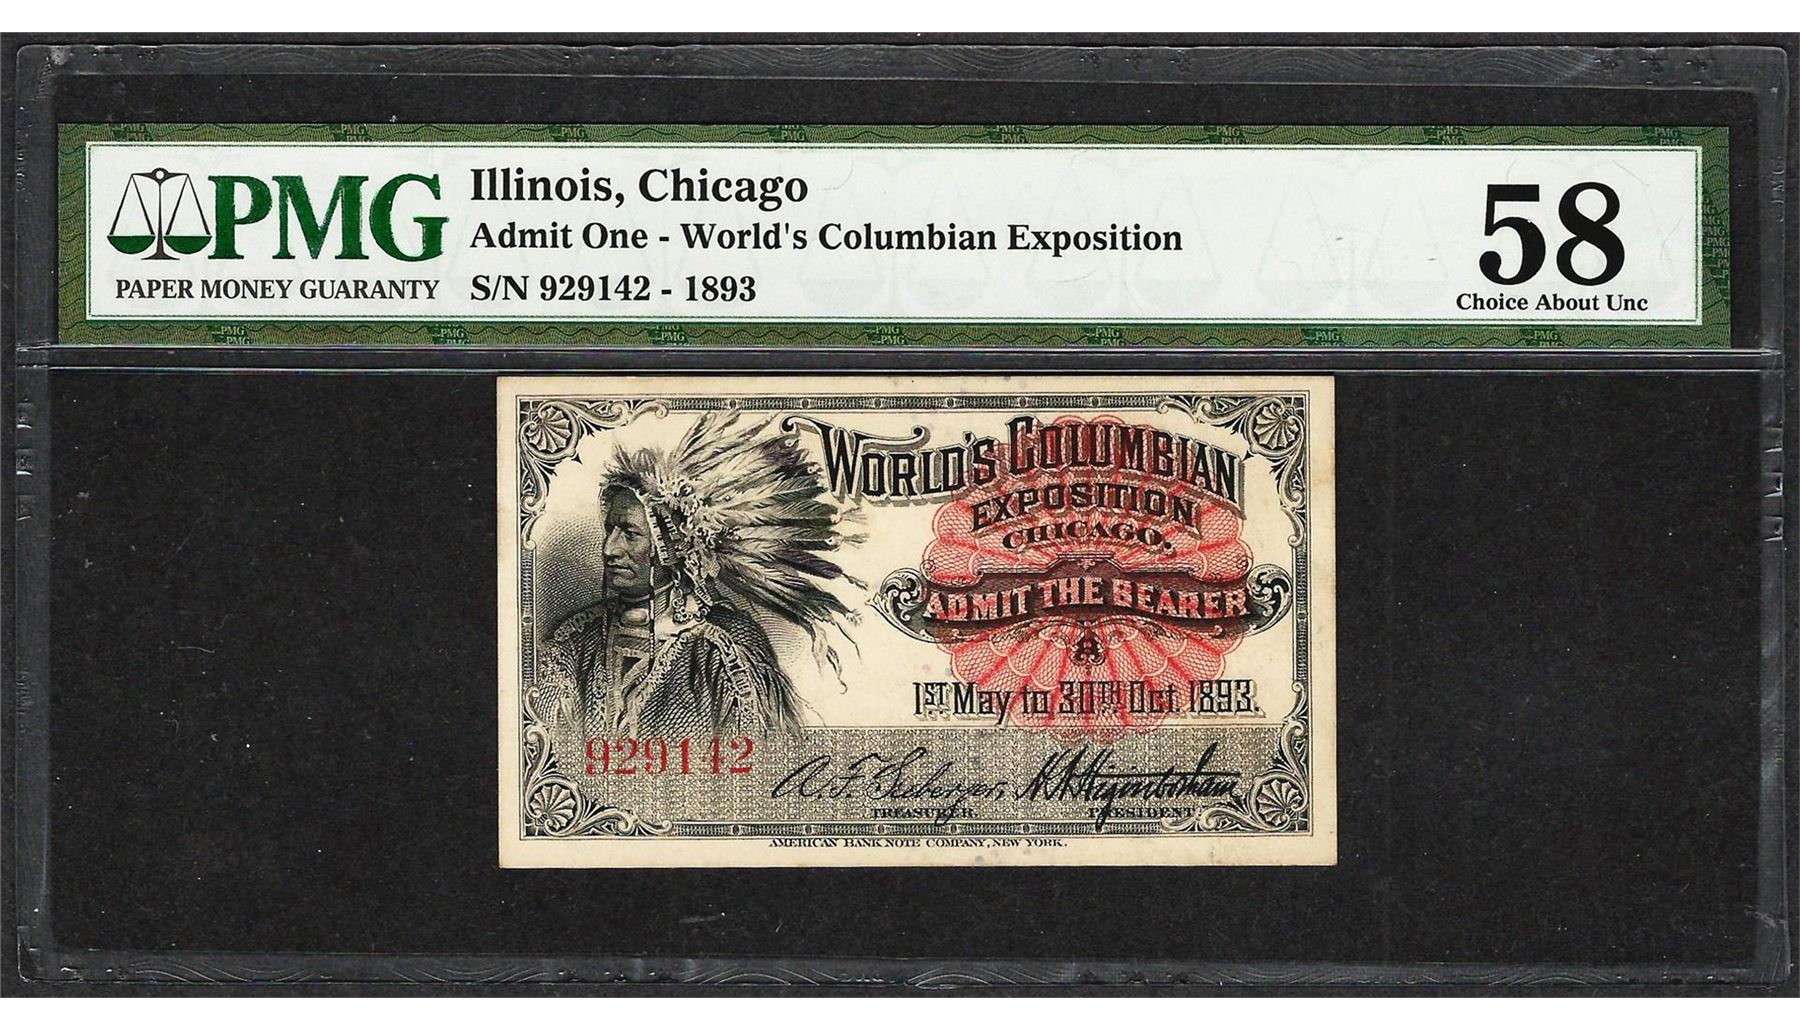 PMG
PAPER MONEY GUARANTY
Illinois, Chicago
Admit One - World's Columbian Exposition
S/N 929142 - 1893
58
Choice About Unc
WORLD'S COLUMBIAN
EXPOSITION
CHICAGO.
ADMIT THE BEARER
A
1ST May to 30TH Oct. 1893.
929142
A. F. Seeberger,
TREASURER.
H. N. Higinbotham
PRESIDENT.
AMERICAN BANK NOTE COMPANY, NEW YORK.